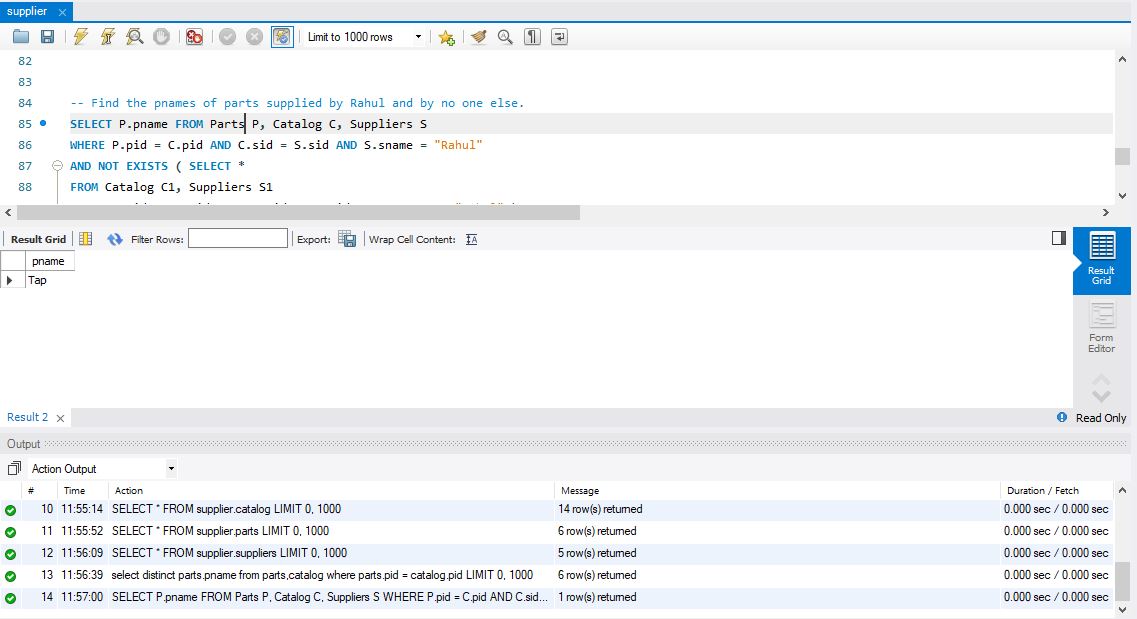 supplier
Limit to 1000 rows
82
83
84 -- Find the pnames of parts supplied by Rahul and by no one else.
85 SELECT P.pname FROM Parts P, Catalog C, Suppliers S
86 WHERE P.pid = C.pid AND C.sid = S.sid AND S.sname = "Rahul"
87 AND NOT EXISTS ( SELECT *
88 FROM Catalog C1, Suppliers S1
Result Grid Filter Rows: Export: Wrap Cell Content:
pname
Tap
Result
Grid
Form
Editor
Result 2 Read Only
Output
Action Output
# Time Action Message Duration / Fetch
10 11:55:14 SELECT * FROM supplier.catalog LIMIT 0, 1000 14 row(s) returned 0.000 sec / 0.000 sec
11 11:55:52 SELECT * FROM supplier.parts LIMIT 0, 1000 6 row(s) returned 0.000 sec / 0.000 sec
12 11:56:09 SELECT * FROM supplier.suppliers LIMIT 0, 1000 5 row(s) returned 0.000 sec / 0.000 sec
13 11:56:39 select distinct parts.pname from parts,catalog where parts.pid = catalog.pid LIMIT 0, 1000 6 row(s) returned 0.000 sec / 0.000 sec
14 11:57:00 SELECT P.pname FROM Parts P, Catalog C, Suppliers S WHERE P.pid = C.pid AND C.sid... 1 row(s) returned 0.000 sec / 0.000 sec